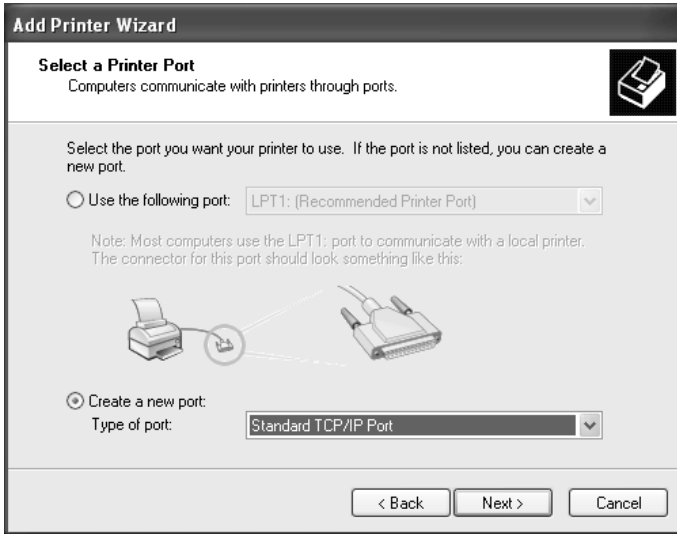 Add Printer Wizard
Select a Printer Port
Computers communicate with printers through ports.
Select the port you want your printer to use.  If the port is not listed, you can create a
new port.
Use the following port: LPT1: (Recommended Printer Port)
Note: Most computers use the LPT1: port to communicate with a local printer.
The connector for this port should look something like this:
Create a new port:
Type of port: Standard TCP/IP Port
< Back Next > Cancel